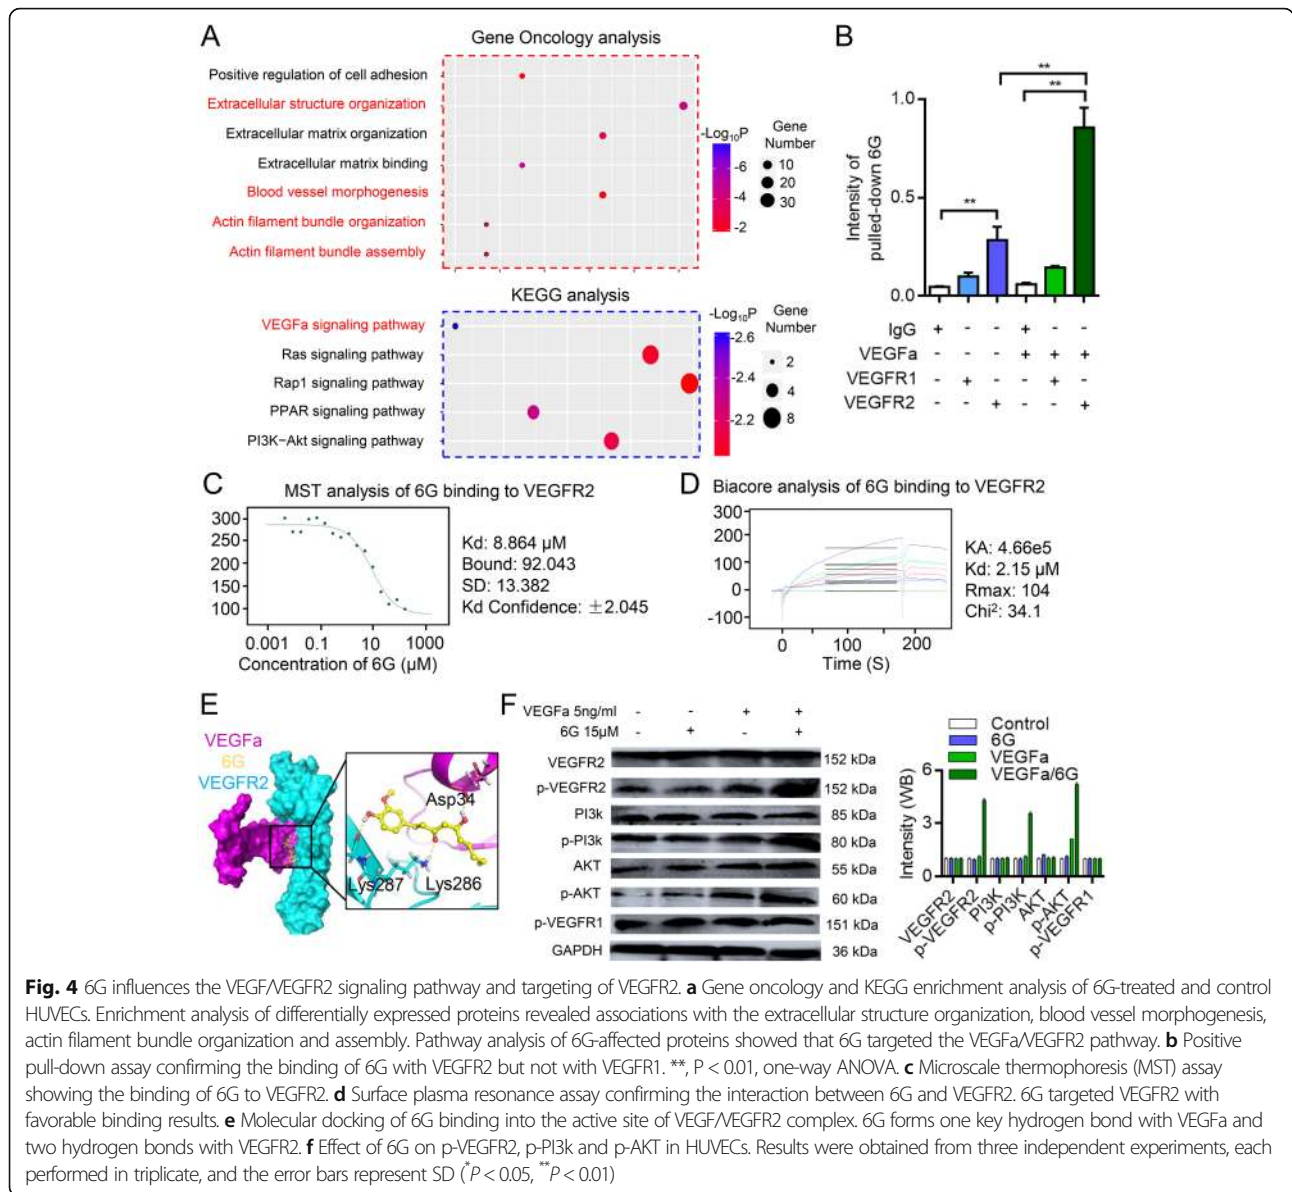 A
Gene Oncology analysis
Positive regulation of cell adhesion
Extracellular structure organization
Extracellular matrix organization
Extracellular matrix binding
Blood vessel morphogenesis
Actin filament bundle organization
Actin filament bundle assembly
-Log10P
-6
-4
-2
Gene
Number
10
20
30
KEGG analysis
VEGFa signaling pathway
Ras signaling pathway
Rap1 signaling pathway
PPAR signaling pathway
PI3K-Akt signaling pathway
-Log10P
-2.6
-2.4
-2.2
Gene
Number
2
4
8
B
**
**
**
Intensity of
pulled-down 6G
1.0
0.5
0.0
IgG + - - + - -
VEGFa - - - + + +
VEGFR1 - + - - + -
VEGFR2 - - + - - +
C
MST analysis of 6G binding to VEGFR2
300
250
200
150
100
0.001 0.1 10 1000
Concentration of 6G (μM)
Kd: 8.864 μM
Bound: 92.043
SD: 13.382
Kd Confidence: ±2.045
D
Biacore analysis of 6G binding to VEGFR2
300
200
100
0
-100
0 100 200
Time (S)
KA: 4.66e5
Kd: 2.15 μM
Rmax: 104
Chi²: 34.1
E
VEGFa
6G
VEGFR2
Asp34
Lys287 Lys286
F
VEGFa 5ng/ml - - + +
6G 15μM - + - +
VEGFR2 152 kDa
p-VEGFR2 152 kDa
PI3k 85 kDa
p-PI3k 80 kDa
AKT 55 kDa
p-AKT 60 kDa
p-VEGFR1 151 kDa
GAPDH 36 kDa
Control
6G
VEGFa
VEGFa/6G
Intensity (WB)
6
3
0
VEGFR2
p-VEGFR2
PI3K
p-PI3K
AKT
p-AKT
p-VEGFR1
Fig. 4 6G influences the VEGF/VEGFR2 signaling pathway and targeting of VEGFR2. a Gene oncology and KEGG enrichment analysis of 6G-treated and control
HUVECs. Enrichment analysis of differentially expressed proteins revealed associations with the extracellular structure organization, blood vessel morphogenesis,
actin filament bundle organization and assembly. Pathway analysis of 6G-affected proteins showed that 6G targeted the VEGFa/VEGFR2 pathway. b Positive
pull-down assay confirming the binding of 6G with VEGFR2 but not with VEGFR1. **, P < 0.01, one-way ANOVA. c Microscale thermophoresis (MST) assay
showing the binding of 6G to VEGFR2. d Surface plasma resonance assay confirming the interaction between 6G and VEGFR2. 6G targeted VEGFR2 with
favorable binding results. e Molecular docking of 6G binding into the active site of VEGF/VEGFR2 complex. 6G forms one key hydrogen bond with VEGFa and
two hydrogen bonds with VEGFR2. f Effect of 6G on p-VEGFR2, p-PI3k and p-AKT in HUVECs. Results were obtained from three independent experiments, each
performed in triplicate, and the error bars represent SD (*P < 0.05, **P < 0.01)